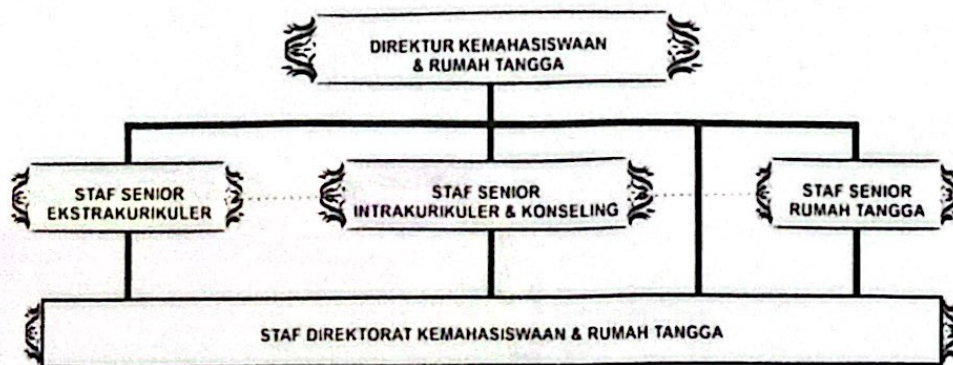 DIREKTUR KEMAHASISWAAN
& RUMAH TANGGA
STAF SENIOR
EKSTRAKURIKULER
STAF SENIOR
INTRAKURIKULER & KONSELING
STAF SENIOR
RUMAH TANGGA
STAF DIREKTORAT KEMAHASISWAAN & RUMAH TANGGA